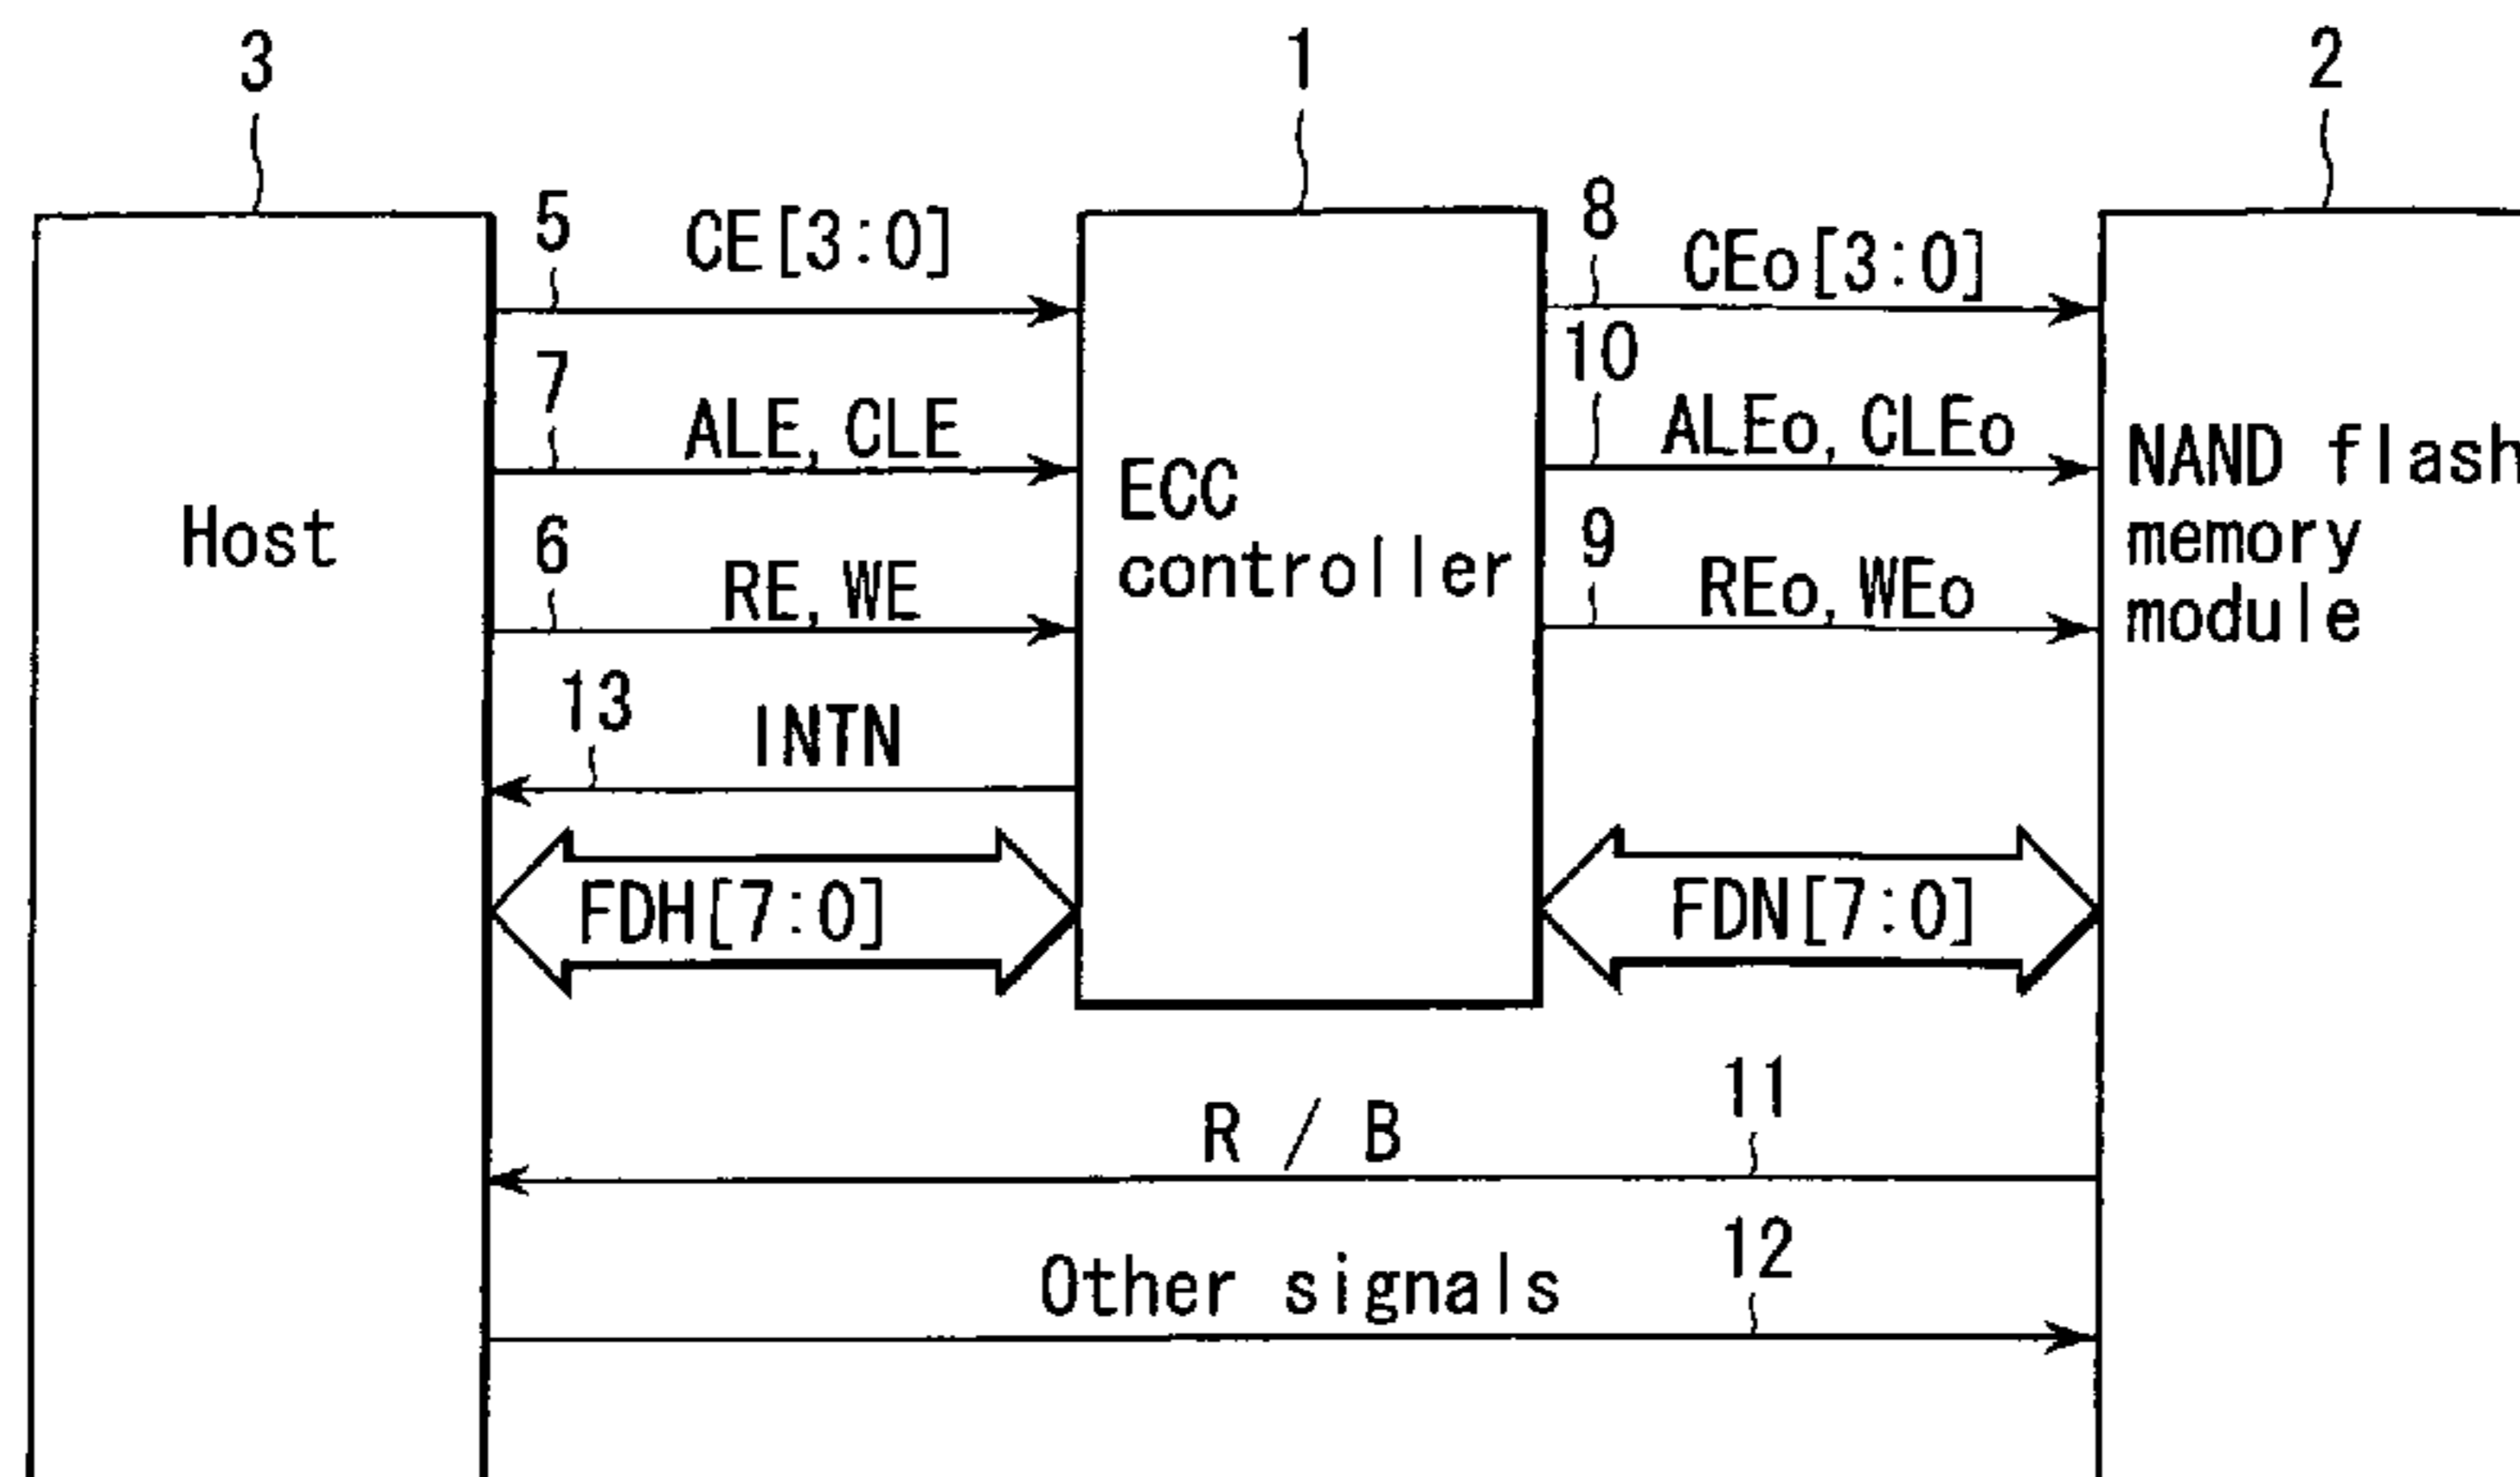 3
1
2
5
CE[3:0]
8
CEo[3:0]
7
ALE,CLE
10
ALEo,CLEo
Host
6
RE,WE
ECC
controller
9
REo,WEo
NAND flash
memory
module
13
INTN
FDH[7:0]
FDN[7:0]
R / B
11
Other signals
12